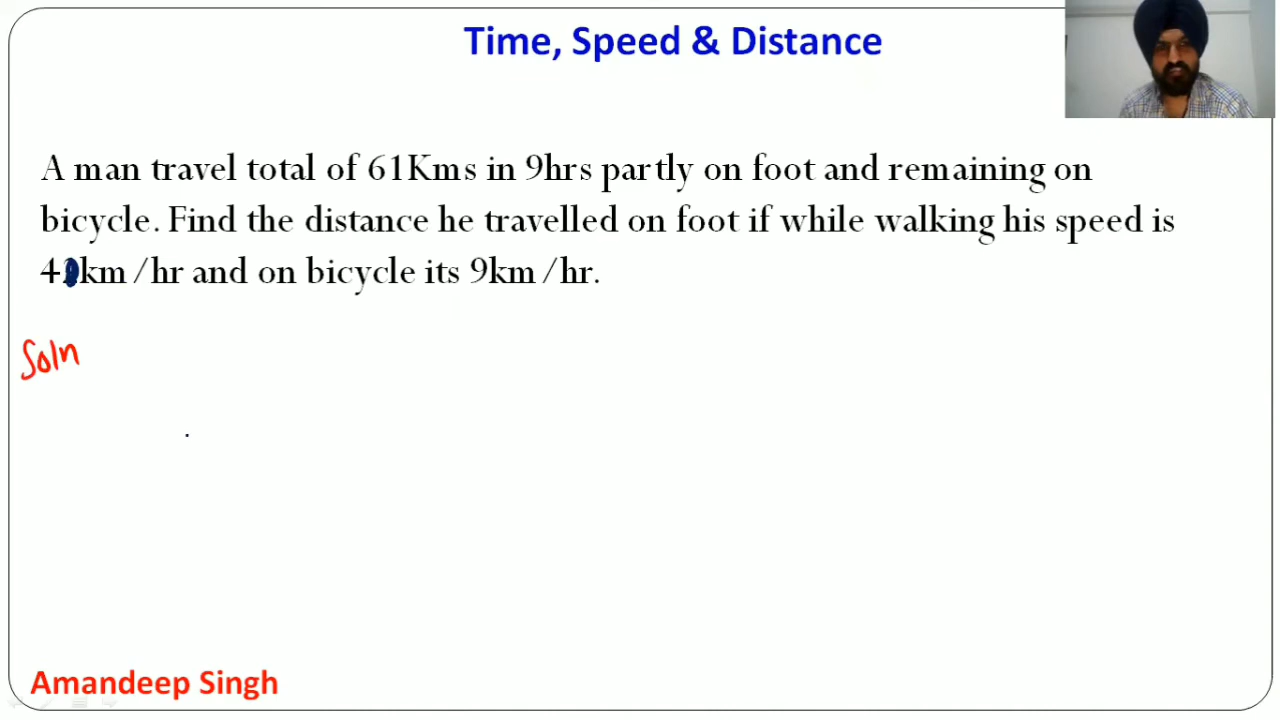 Time, Speed & Distance
A man travel total of 61Kms in 9hrs partly on foot and remaining on
bicycle. Find the distance he travelled on foot if while walking his speed is
4km/hr and on bicycle its 9km/hr.
Soln
Amandeep Singh